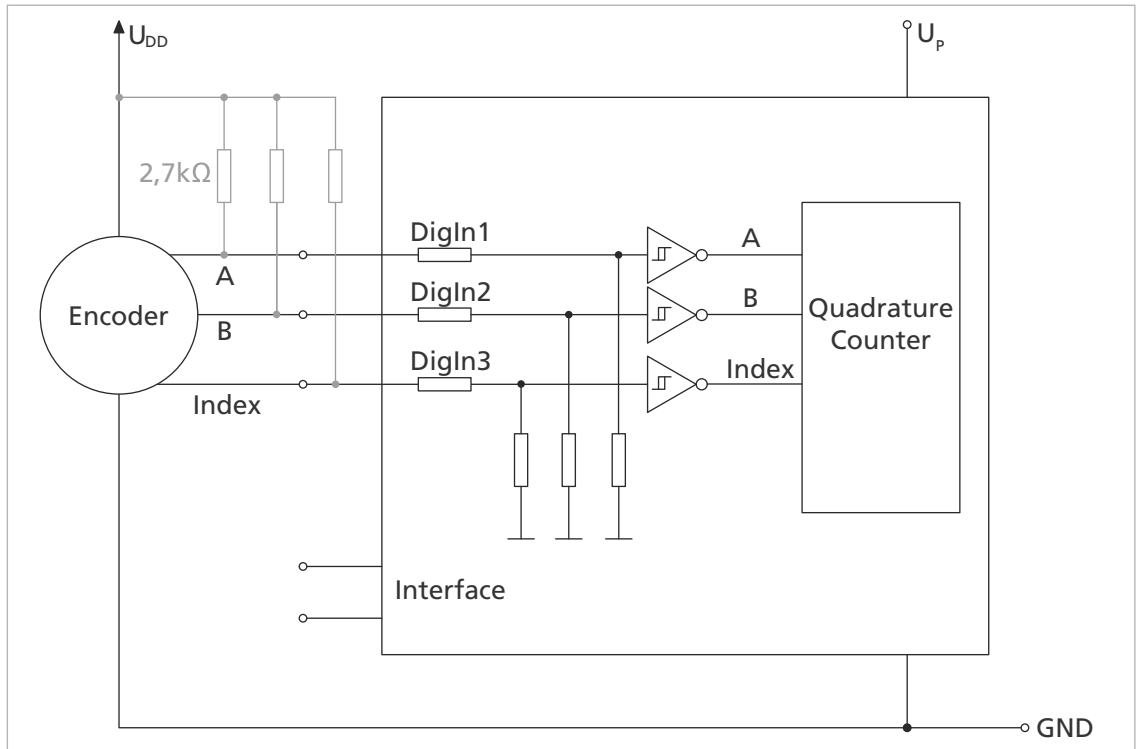 U_DD
U_P
2,7kΩ
DigIn1
A
A
DigIn2
B
B
Encoder
Quadrature
Counter
DigIn3
Index
Index
Interface
GND